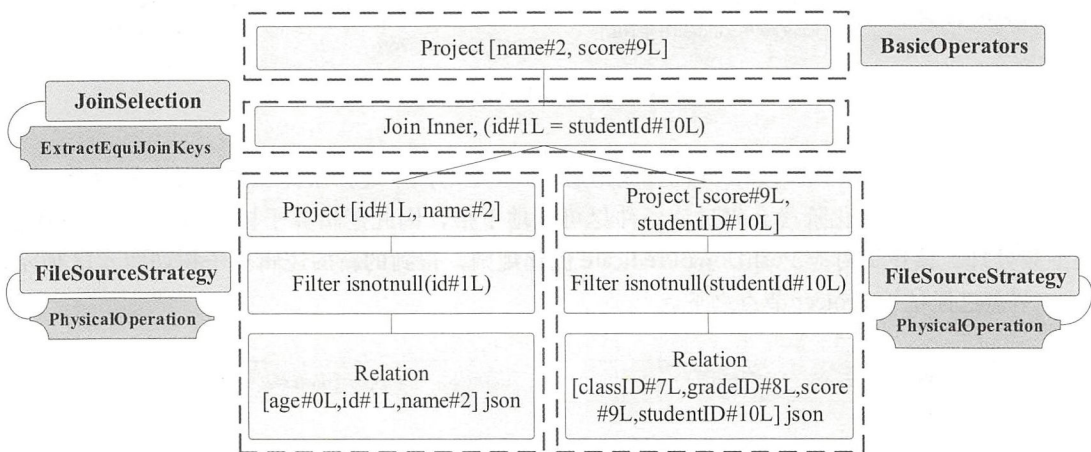 Project [name#2, score#9L]
BasicOperators
JoinSelection
ExtractEquiJoinKeys
Join Inner, (id#1L = studentId#10L)
Project [id#1L, name#2]
Project [score#9L,
studentID#10L]
FileSourceStrategy
PhysicalOperation
Filter isnotnull(id#1L)
Filter isnotnull(studentId#10L)
FileSourceStrategy
PhysicalOperation
Relation
[age#0L,id#1L,name#2] json
Relation
[classID#7L,gradeID#8L,score
#9L,studentID#10L] json